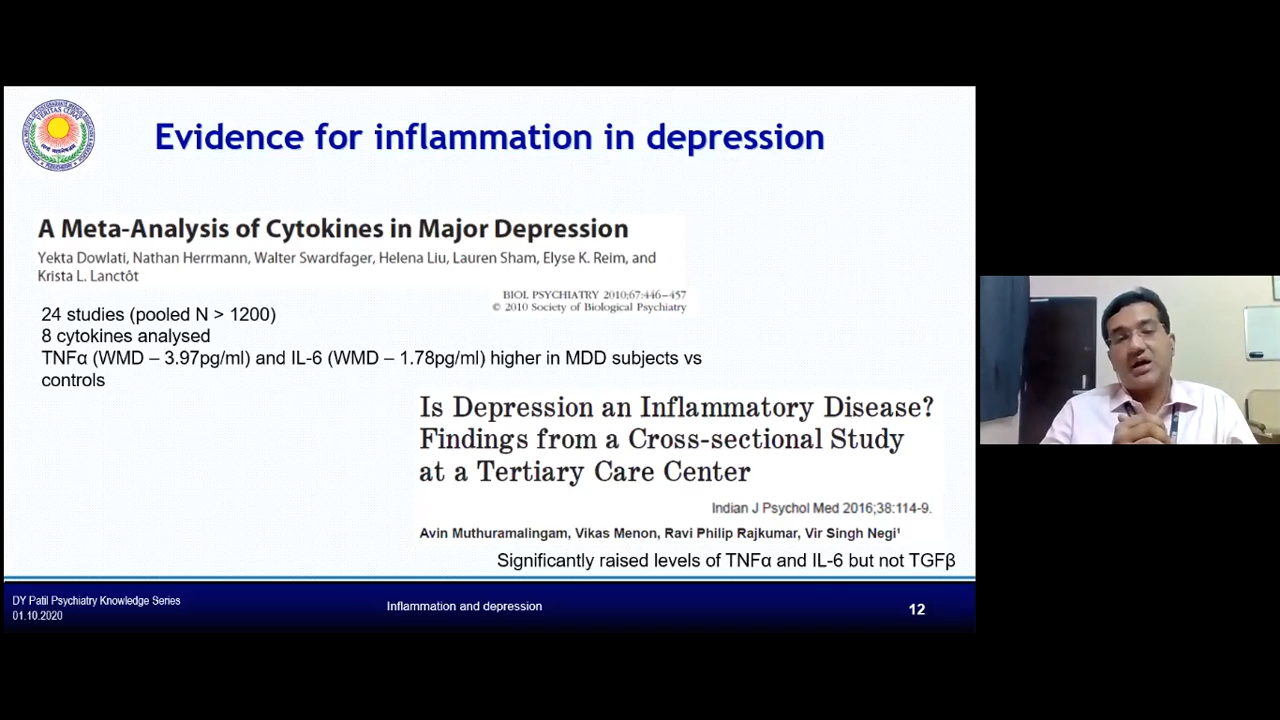 Evidence for inflammation in depression
A Meta-Analysis of Cytokines in Major Depression
Yekta Dowlati, Nathan Herrmann, Walter Swardfager, Helena Liu, Lauren Sham, Elyse K. Reim, and
Krista L. Lanctôt
BIOL PSYCHIATRY 2010;67:446–457
© 2010 Society of Biological Psychiatry
24 studies (pooled N > 1200)
8 cytokines analysed
TNFα (WMD – 3.97pg/ml) and IL-6 (WMD – 1.78pg/ml) higher in MDD subjects vs
controls
Is Depression an Inflammatory Disease?
Findings from a Cross-sectional Study
at a Tertiary Care Center
Indian J Psychol Med 2016;38:114-9.
Avin Muthuramalingam, Vikas Menon, Ravi Philip Rajkumar, Vir Singh Negi¹
Significantly raised levels of TNFα and IL-6 but not TGFβ
DY Patil Psychiatry Knowledge Series
01.10.2020
Inflammation and depression
12